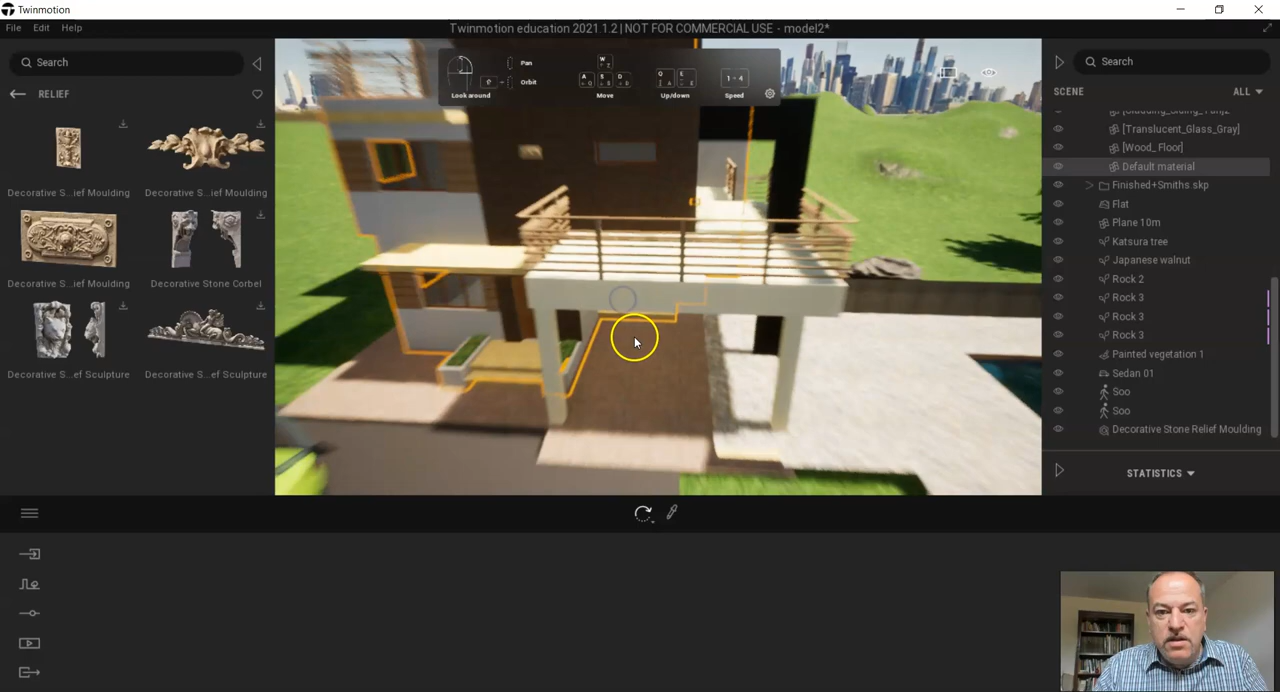 Twinmotion
File Edit Help
Twinmotion education 2021.1.2 | NOT FOR COMMERCIAL USE - model2*
Search
RELIEF
Decorative S...ief Moulding
Decorative S...ief Moulding
Decorative S...ief Moulding
Decorative Stone Corbel
Decorative S...ef Sculpture
Decorative S...ef Sculpture
Pan
Orbit
Look around
W
A S D
Move
Q E
Up/down
1 ~ 4
Speed
Search
SCENE
ALL
[Translucent_Glass_Gray]
[Wood_ Floor]
Default material
Finished+Smiths skp
Flat
Plane 10m
Katsura tree
Japanese walnut
Rock 2
Rock 3
Rock 3
Rock 3
Painted vegetation 1
Sedan 01
Soo
Soo
Decorative Stone Relief Moulding
STATISTICS